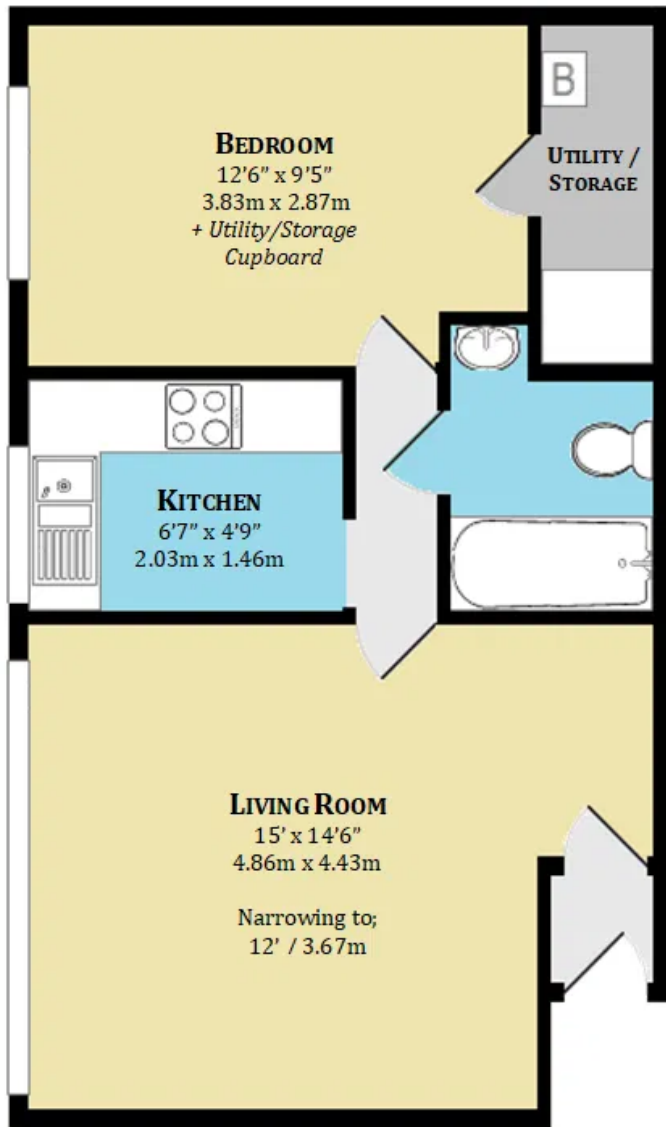 BEDROOM
12'6” x 9'5”
3.83m x 2.87m
+ Utility/Storage
Cupboard
B
UTILITY /
STORAGE
KITCHEN
6'7” x 4'9”
2.03m x 1.46m
LIVING ROOM
15' x 14'6”
4.86m x 4.43m
Narrowing to;
12' / 3.67m